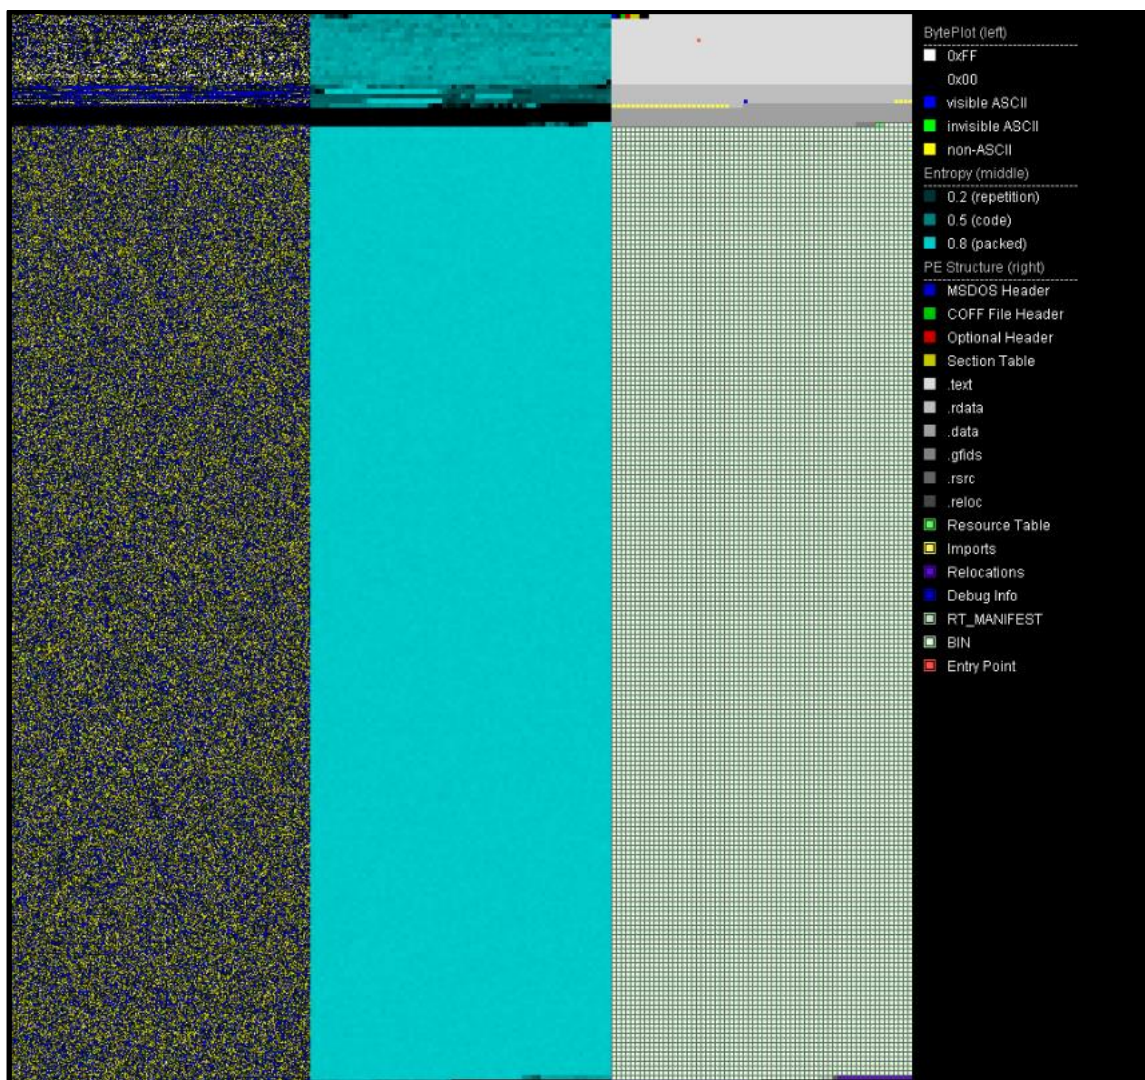 BytePlot (left)
0xFF
0x00
visible ASCII
invisible ASCII
non-ASCII
Entropy (middle)
0.2 (repetition)
0.5 (code)
0.8 (packed)
PE Structure (right)
MSDOS Header
COFF File Header
Optional Header
Section Table
.text
.rdata
.data
.gfids
.rsrc
.reloc
Resource Table
Imports
Relocations
Debug Info
RT_MANIFEST
BIN
Entry Point